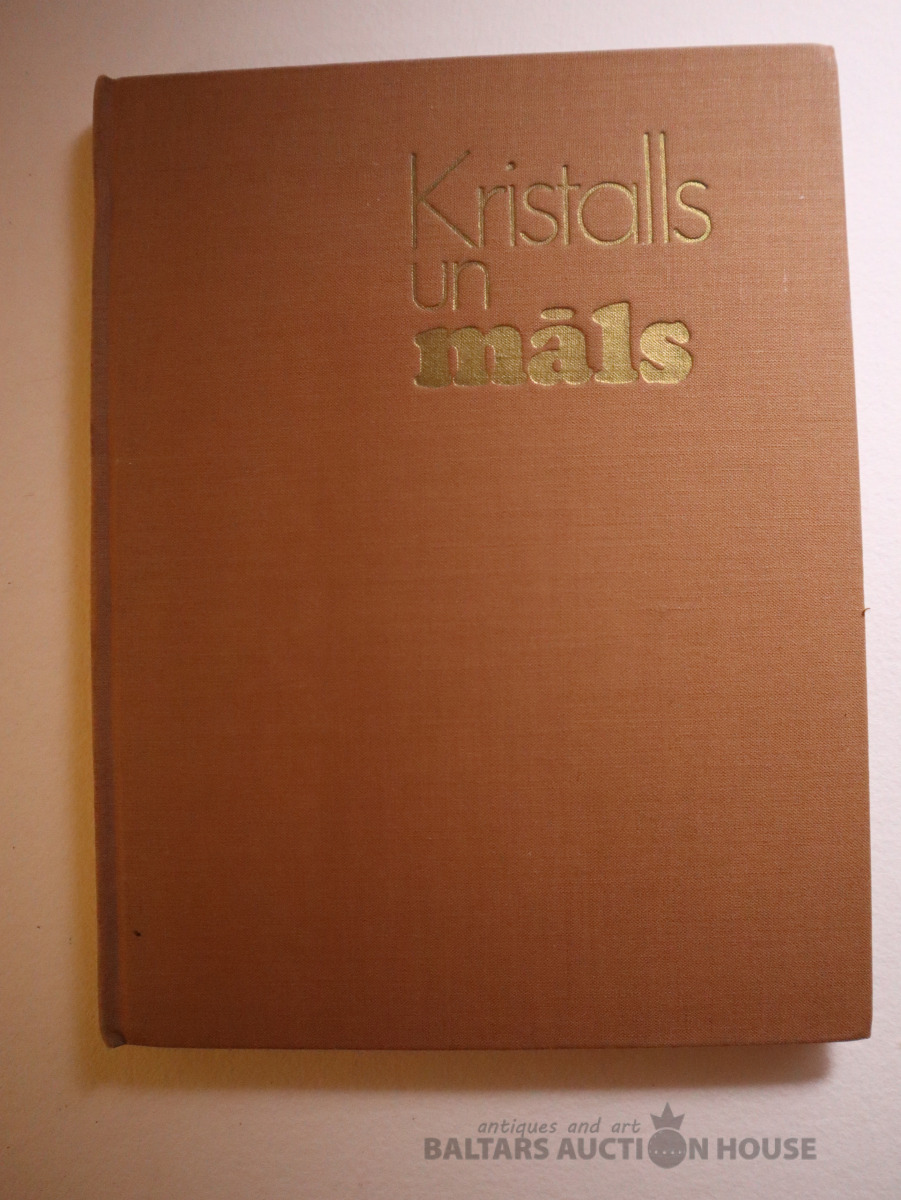 Kristalls
un
māls
antiques and art
BALTARS AUCTION HOUSE